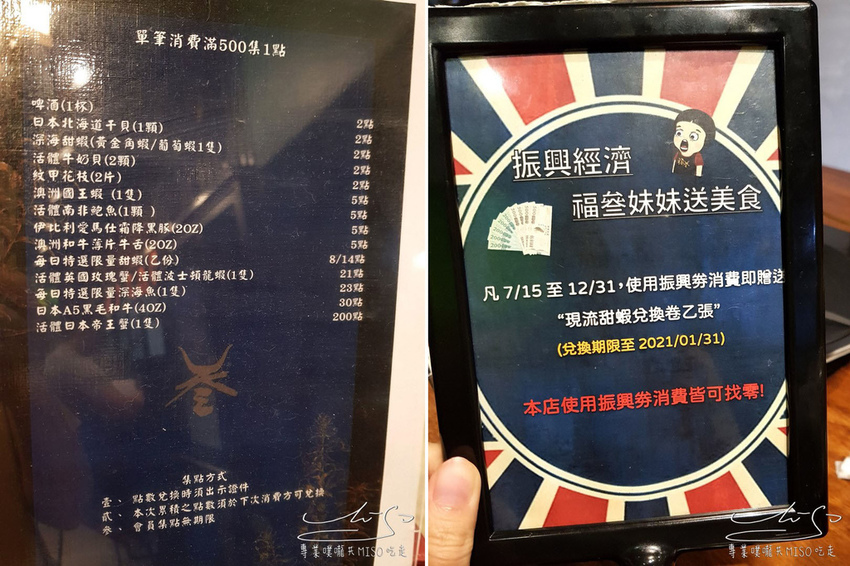 單筆消費滿500集1點
啤酒(1杯) 2點
日本北海道干貝(1顆) 2點
深海甜蝦(黃金角蝦/葡萄蝦1隻) 2點
活體牛奶貝(2顆) 2點
紋甲花枝(2片) 2點
澳洲國王蝦 (1隻) 5點
活體南非鮑魚(1顆 ) 5點
伊比利愛馬仕霜降黑豚(2OZ) 5點
澳洲和牛薄片牛舌(2OZ) 5點
每日特選限量甜蝦(乙份) 8/14點
活體英國玫瑰蟹/活體波士頓龍蝦(1隻) 21點
每日特選限量深海魚(1隻) 23點
日本A5黑毛和牛(4OZ) 30點
活體日本帝王蟹(1隻) 200點
集點方式
壹、 點數兌換時須出示證件
貳、 本次累積之點數須於下次消費方可兌換
參、 會員集點無期限
專業噗嚨共MISO吃走
振興經濟
福叁妹妹送美食
凡 7/15 至 12/31，使用振興券消費即贈送
“現流甜蝦兌換卷乙張”
(兌換期限至 2021/01/31)
本店使用振興券消費皆可找零!
專業噗嚨共MISO吃走